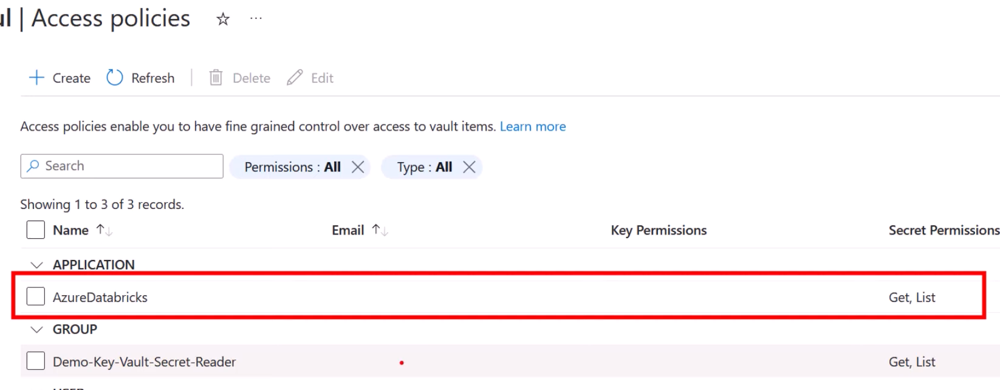 ul | Access policies ...
Create Refresh | Delete Edit
Access policies enable you to have fine grained control over access to vault items. Learn more
Search Permissions : All Type : All
Showing 1 to 3 of 3 records.
Name Email Key Permissions Secret Permissions
APPLICATION
AzureDatabricks Get, List
GROUP
Demo-Key-Vault-Secret-Reader Get, List